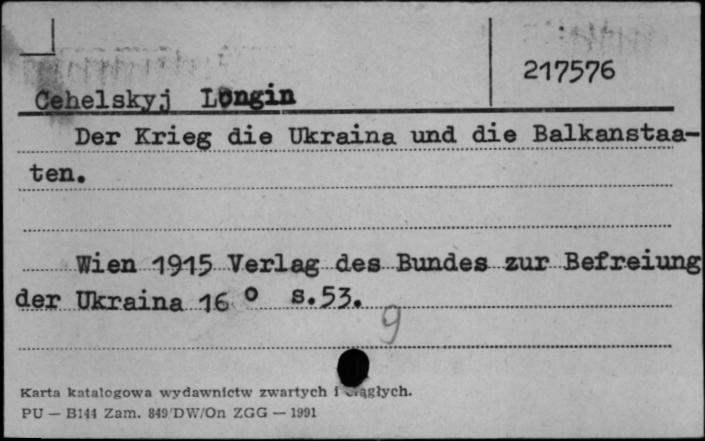 217576
Cehelskyj Longin
Der Krieg die Ukraina und die Balkanstaa-
ten.
Wien 1915 Verlag des Bundes zur Befreiung
der Ukraina 16° s.53.
9
Karta katalogowa wydawnictw zwartych i ciągłych.
PU — B144 Zam. 849/DW/On ZGG — 1991